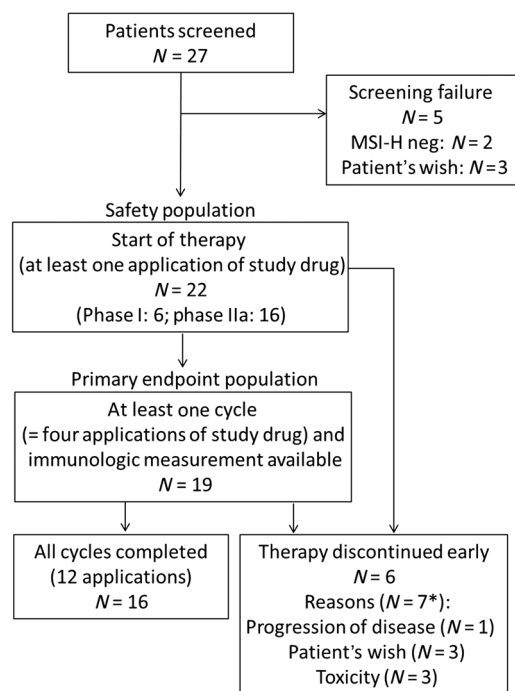 Patients screened
N = 27
Screening failure
N = 5
MSI-H neg: N = 2
Patient’s wish: N=3
Safety population
Start of therapy
(at least one application of study drug)
N = 22
(Phase I: 6; phase IIa: 16)
Primary endpoint population
At least one cycle
(= four applications of study drug) and
immunologic measurement available
N = 19
All cycles completed
(12 applications)
N = 16
Therapy discontinued early
N = 6
Reasons (N = 7*):
Progression of disease (N = 1)
Patient’s wish (N = 3)
Toxicity (N = 3)